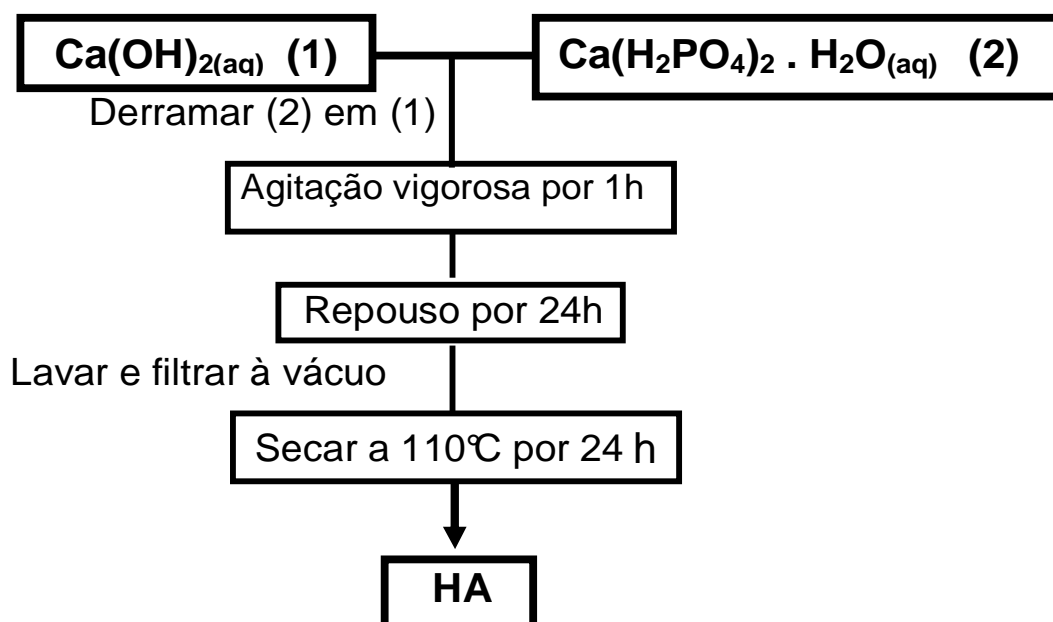 Ca(OH)₂(aq) (1)
Ca(H₂PO₄)₂ . H₂O(aq) (2)
Derramar (2) em (1)
Agitação vigorosa por 1h
Repouso por 24h
Lavar e filtrar à vácuo
Secar a 110°C por 24 h
HA